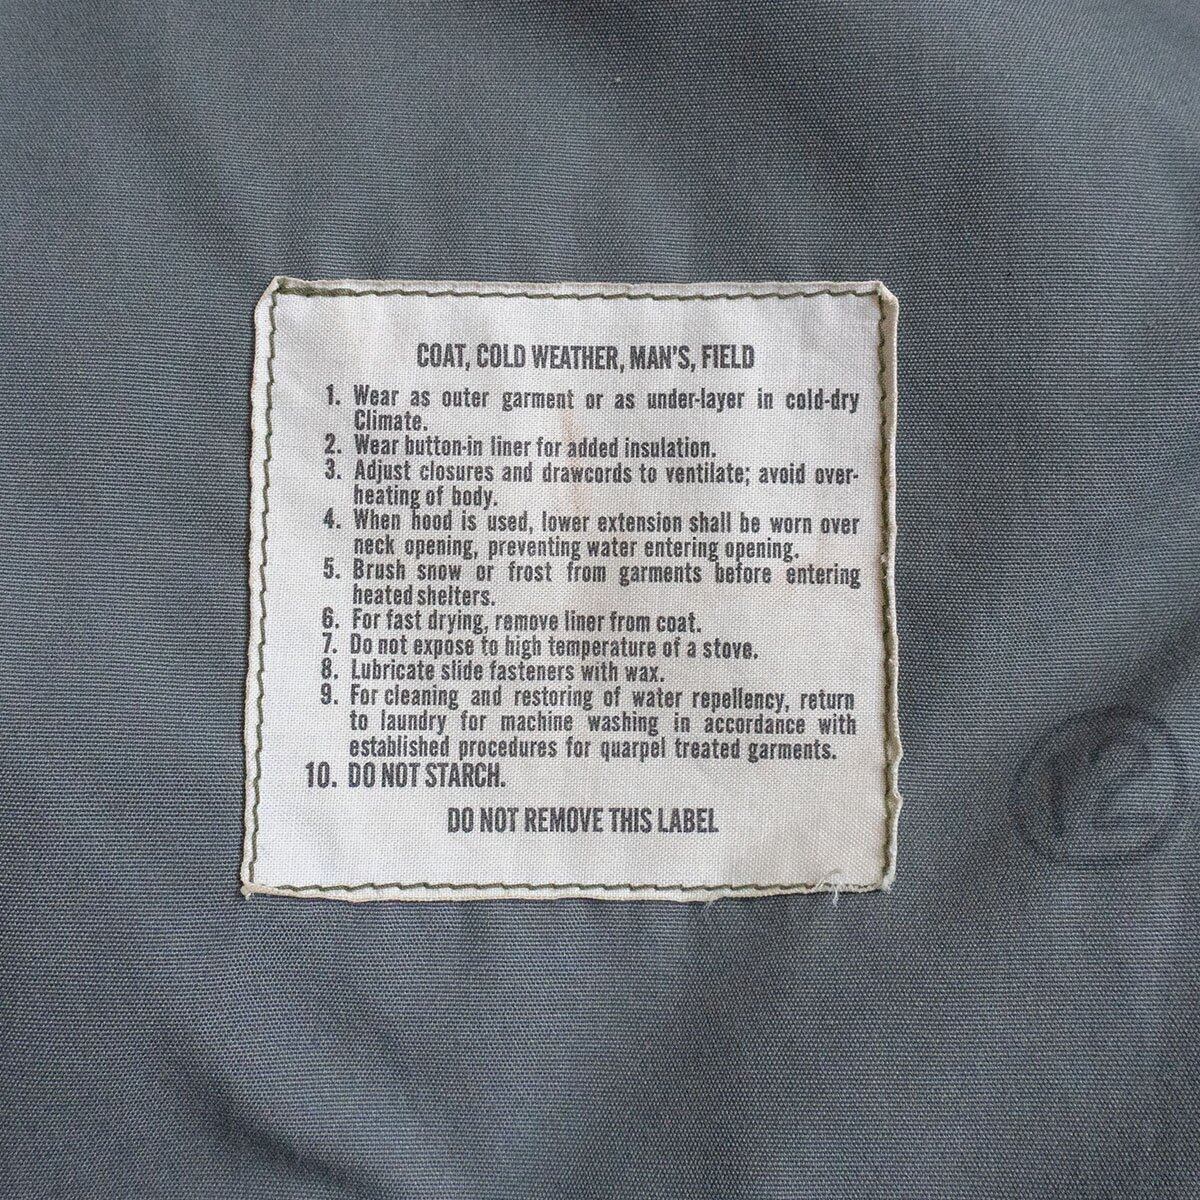 COAT, COLD WEATHER, MAN'S, FIELD
1. Wear as outer garment or as under-layer in cold-dry
Climate.
2. Wear button-in liner for added insulation.
3. Adjust closures and drawcords to ventilate; avoid over-
heating of body.
4. When hood is used, lower extension shall be worn over
neck opening, preventing water entering opening.
5. Brush snow or frost from garments before entering
heated shelters.
6. For fast drying, remove liner from coat.
7. Do not expose to high temperature of a stove.
8. Lubricate slide fasteners with wax.
9. For cleaning and restoring of water repellency, return
to laundry for machine washing in accordance with
established procedures for quarpel treated garments.
10. DO NOT STARCH.
DO NOT REMOVE THIS LABEL